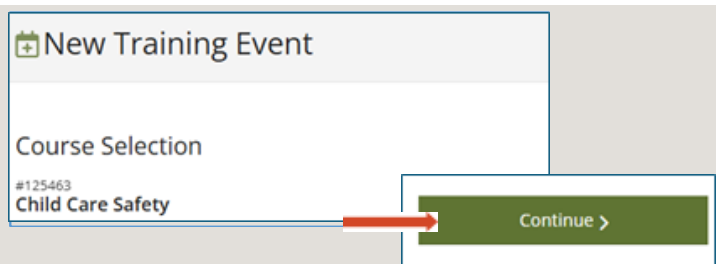 New Training Event
Course Selection
#125463
Child Care Safety
Continue >